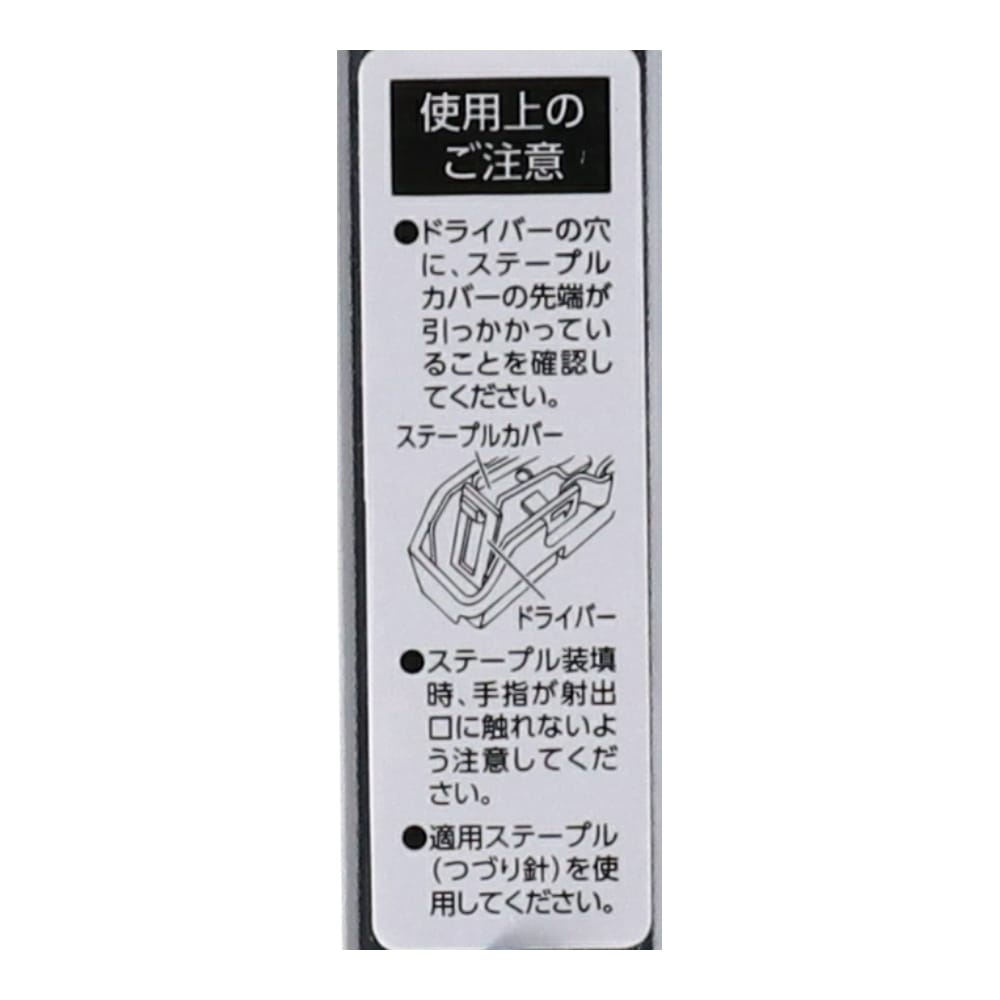 使用上の
ご注意
●ドライバーの穴
に、ステープル
カバーの先端が
引っかかってい
ることを確認し
てください。
ステープルカバー
ドライバー
●ステープル装填
時、手指が射出
口に触れないよ
う注意してくだ
さい。
●適用ステープル
(つづり針)を使
用してください。